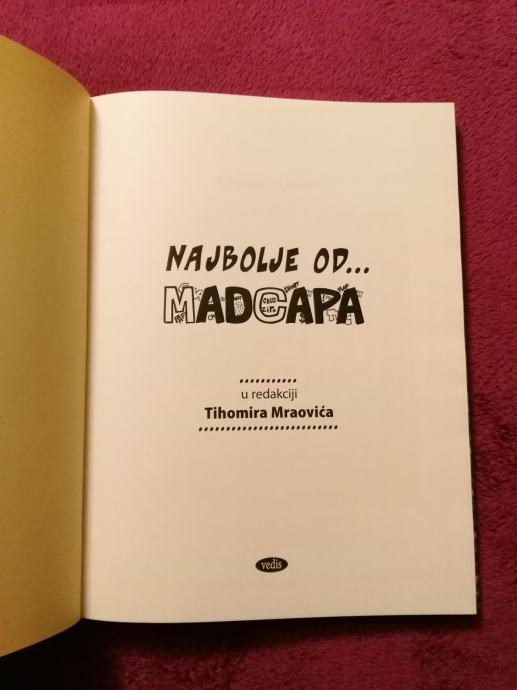 NAJBOLJE OD...
MADCAPA
u redakciji
Tihomira Mraovića
vedis